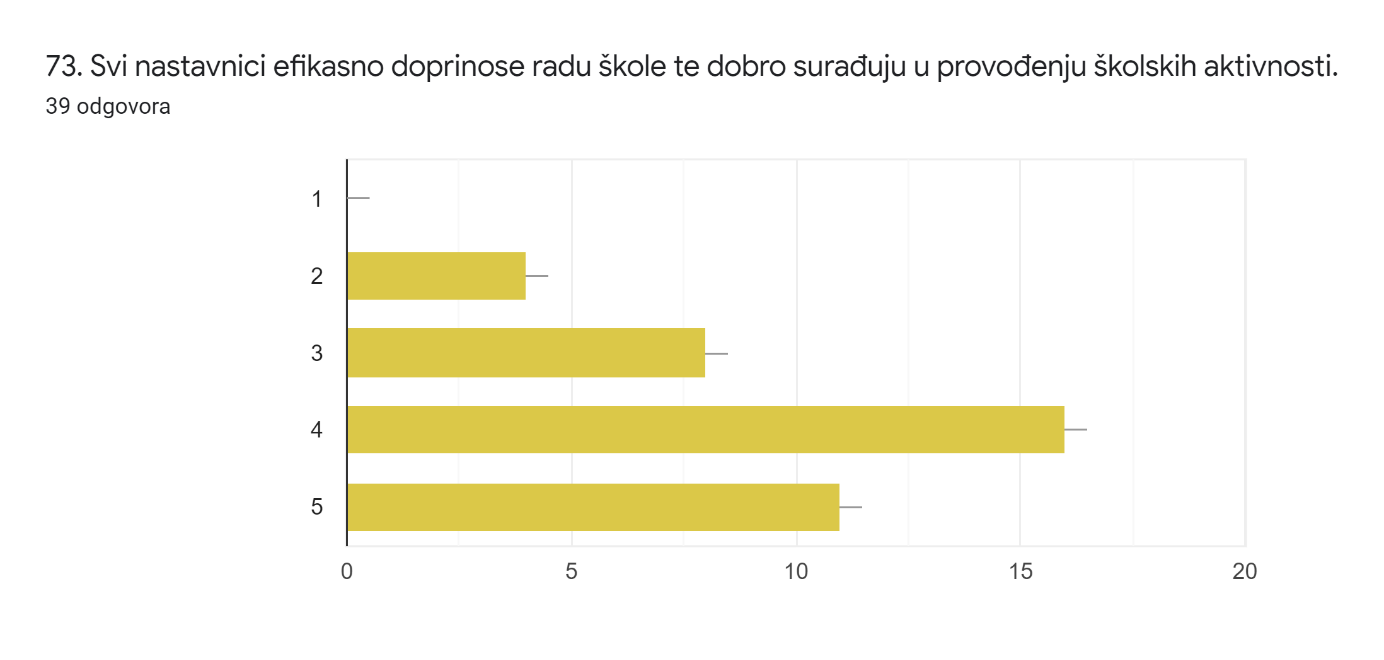 73. Svi nastavnici efikasno doprinose radu škole te dobro surađuju u provođenju školskih aktivnosti.
39 odgovora
1
2
3
4
5
0 5 10 15 20